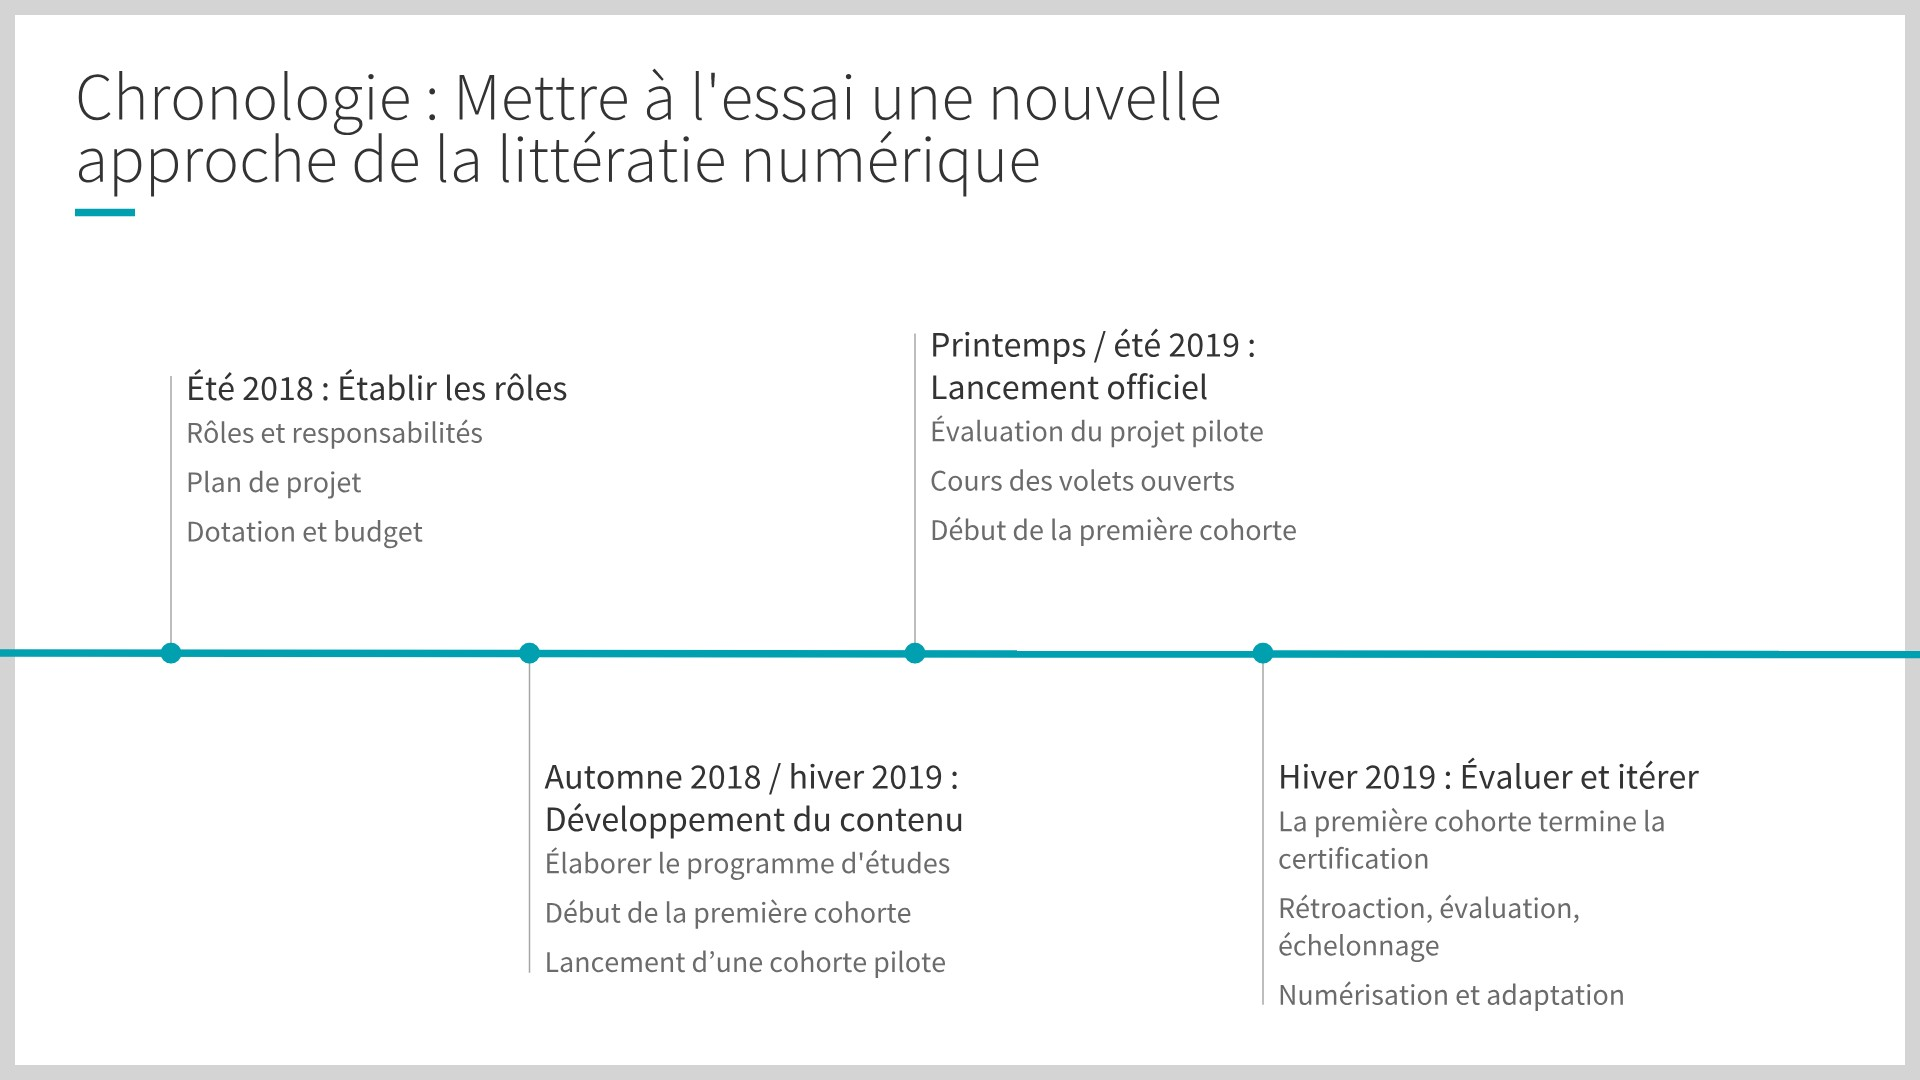 Chronologie : Mettre à l'essai une nouvelle
approche de la littératie numérique
Été 2018 : Établir les rôles
Rôles et responsabilités
Plan de projet
Dotation et budget
Automne 2018 / hiver 2019 :
Développement du contenu
Élaborer le programme d'études
Début de la première cohorte
Lancement d’une cohorte pilote
Printemps / été 2019 :
Lancement officiel
Évaluation du projet pilote
Cours des volets ouverts
Début de la première cohorte
Hiver 2019 : Évaluer et itérer
La première cohorte termine la
certification
Rétroaction, évaluation,
échelonnage
Numérisation et adaptation